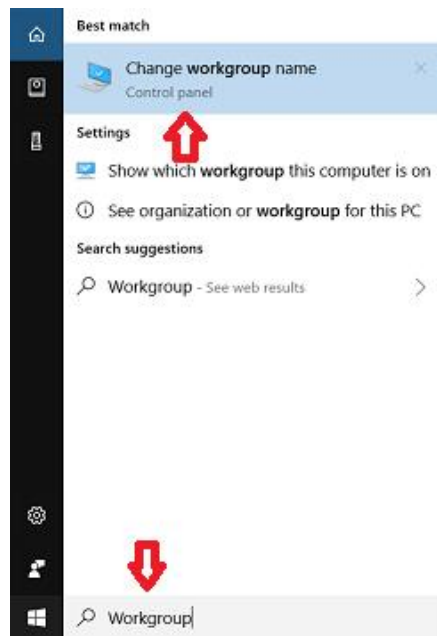 Best match
Change workgroup name
Control panel
Settings
Show which workgroup this computer is on
See organization or workgroup for this PC
Search suggestions
Workgroup - See web results
Workgroup